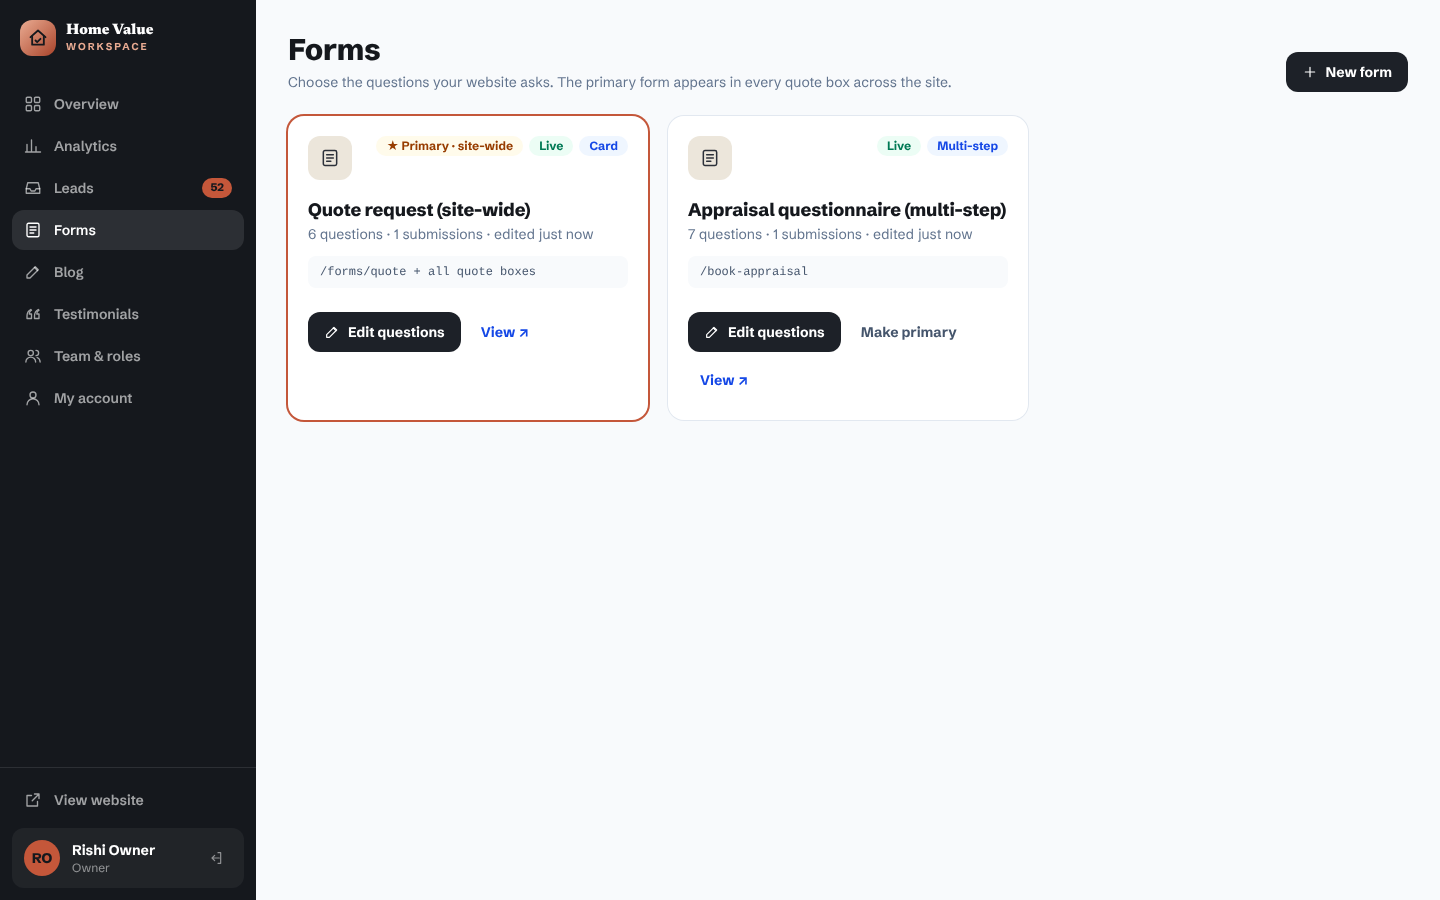 Home Value
WORKSPACE
Overview
Analytics
Leads
52
Forms
Blog
Testimonials
Team & roles
My account
View website
RO
Rishi Owner
Owner
Forms
Choose the questions your website asks. The primary form appears in every quote box across the site.
+ New form
★ Primary · site-wide
Live
Card
Quote request (site-wide)
6 questions · 1 submissions · edited just now
/forms/quote + all quote boxes
Edit questions
View ↗
Live
Multi-step
Appraisal questionnaire (multi-step)
7 questions · 1 submissions · edited just now
/book-appraisal
Edit questions
Make primary
View ↗